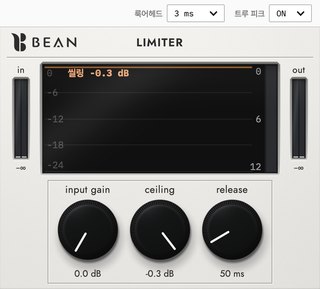 룩어헤드 3 ms 트루 피크 ON
BEAN LIMITER
in out
0 씰링 -0.3 dB 0
-6
-12 6
-18
-24 12
-∞ -∞
input gain ceiling release
0.0 dB -0.3 dB 50 ms